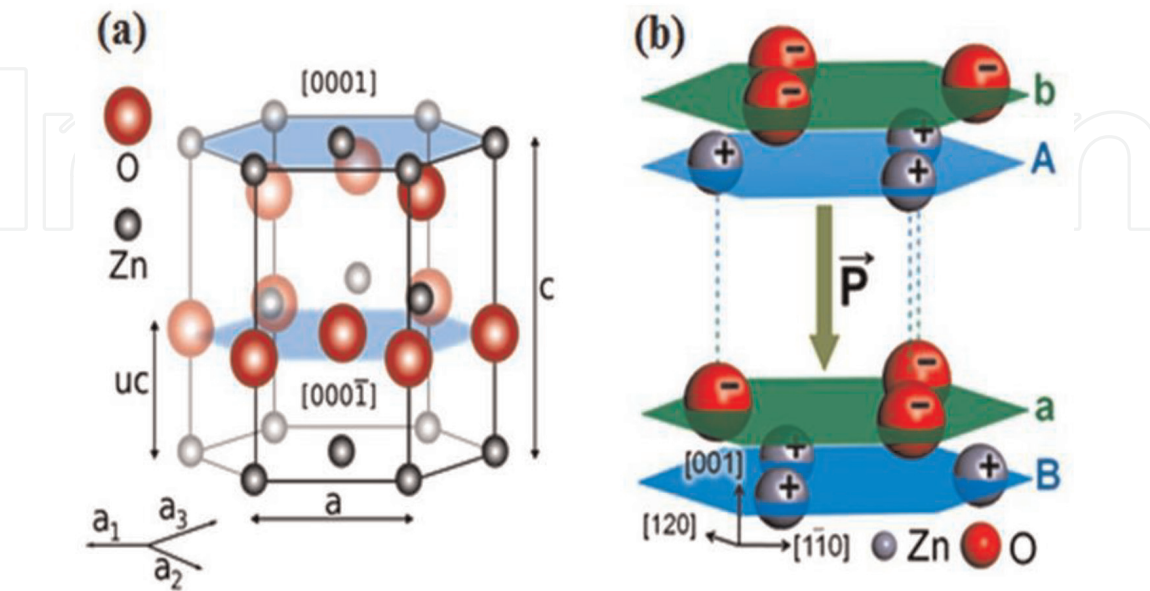 (a)
[0001]
O
Zn
c
uc
[0001̅]
a
a₁
a₃
a₂
(b)
b
A
P⃗
a
B
[001]
[120]
[11̅0]
Zn
O
−
−
−
+
+
+
−
−
−
+
+
+